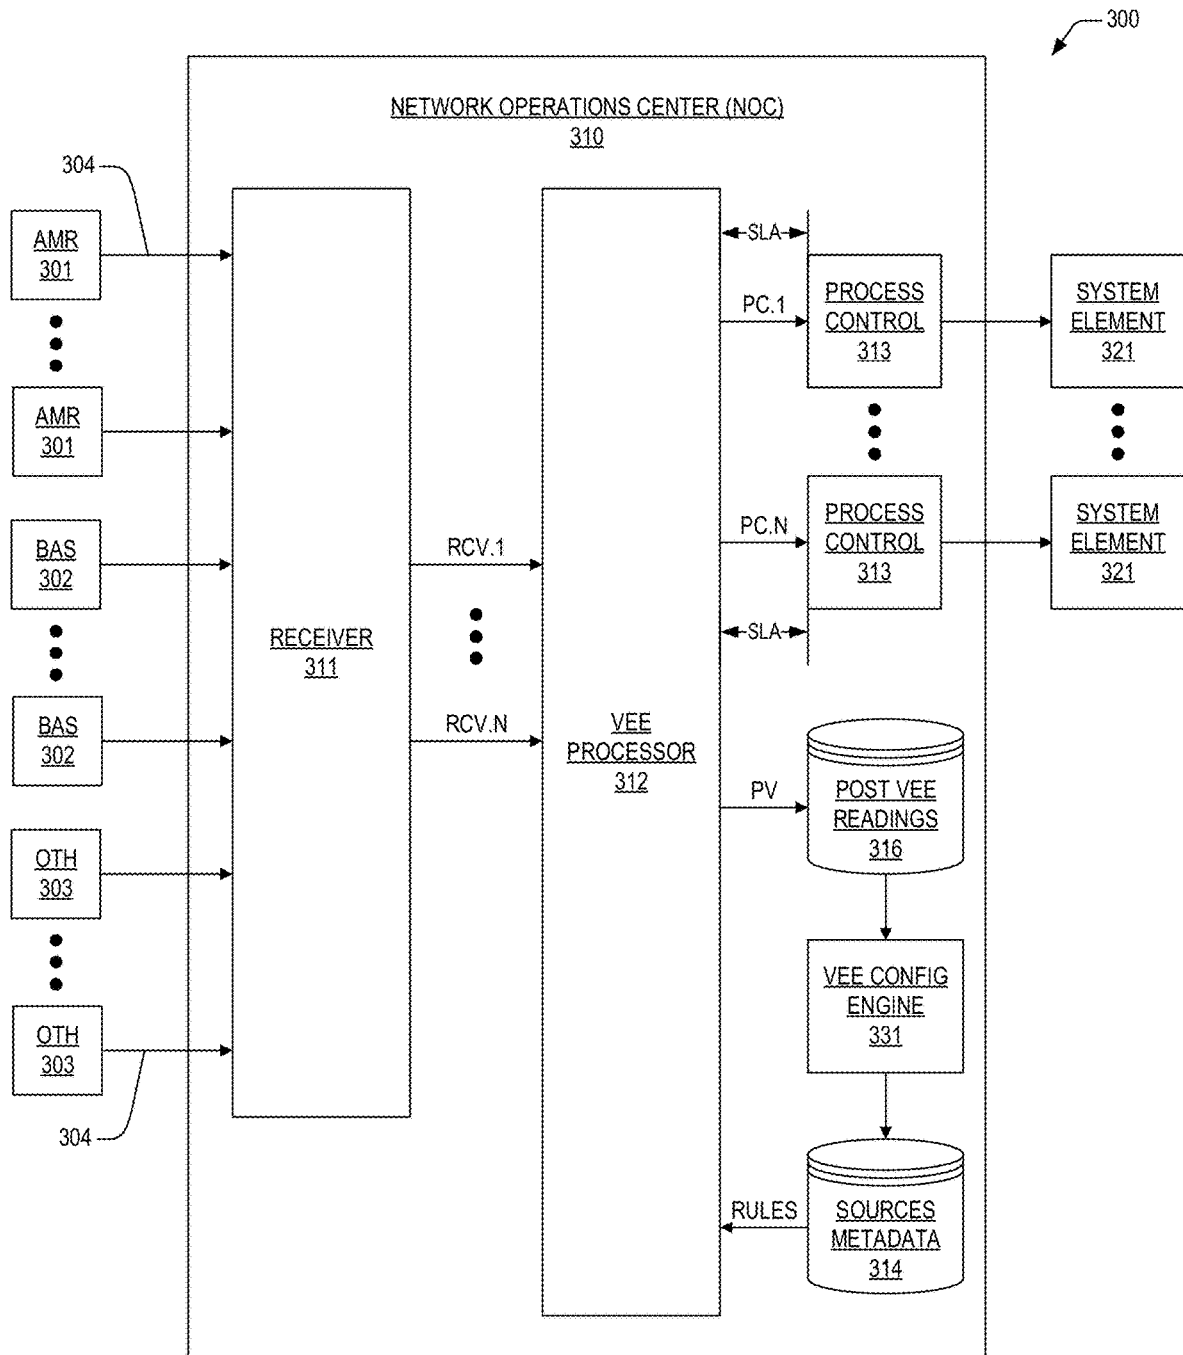 300
NETWORK OPERATIONS CENTER (NOC)
310
304
AMR
301
AMR
301
BAS
302
BAS
302
OTH
303
OTH
303
304
RECEIVER
311
RCV.1
RCV.N
VEE
PROCESSOR
312
SLA
PC.1
PROCESS
CONTROL
313
SYSTEM
ELEMENT
321
PC.N
PROCESS
CONTROL
313
SYSTEM
ELEMENT
321
SLA
PV
POST VEE
READINGS
316
VEE CONFIG
ENGINE
331
RULES
SOURCES
METADATA
314